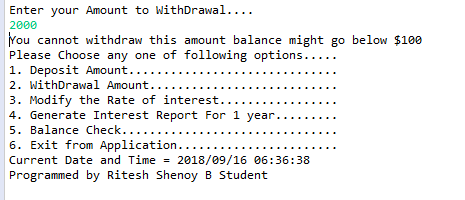 Enter your Amount to WithDrawal....
2000
You cannot withdraw this amount balance might go below $100
Please Choose any one of following options.....
1. Deposit Amount............................
2. WithDrawal Amount.........................
3. Modify the Rate of interest................
4. Generate Interest Report For 1 year.........
5. Balance Check.............................
6. Exit from Application.......................
Current Date and Time = 2018/09/16 06:36:38
Programmed by Ritesh Shenoy B Student